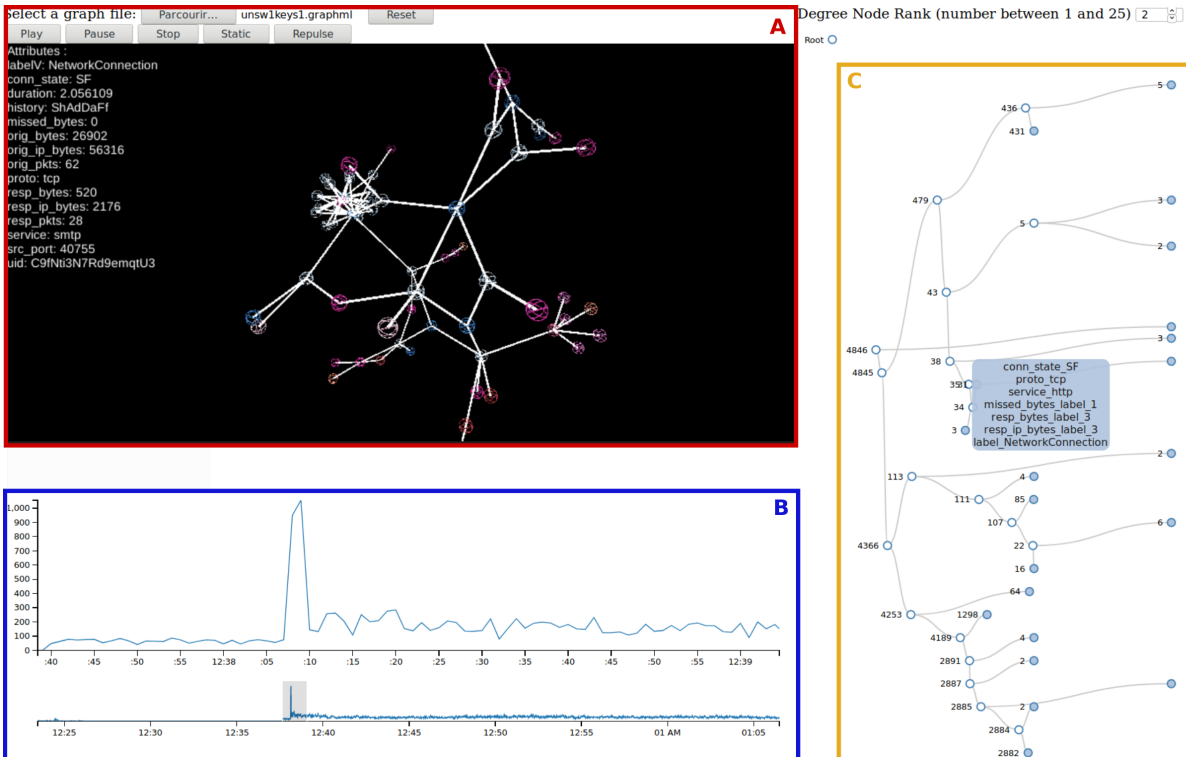 Select a graph file: Parcourir... unsw1keys1.graphml Reset
Play Pause Stop Static Repulse
A
Attributes :
labelV: NetworkConnection
conn_state: SF
duration: 2.056109
history: ShAdDaFf
missed_bytes: 0
orig_bytes: 26902
orig_ip_bytes: 56316
orig_pkts: 62
proto: tcp
resp_bytes: 520
resp_ip_bytes: 2176
resp_pkts: 28
service: smtp
src_port: 40755
uid: C9fNti3N7Rd9emqtU3
B
1,000
900
800
700
600
500
400
300
200
100
0
:40 :45 :50 :55 12:38 :05 :10 :15 :20 :25 :30 :35 :40 :45 :50 :55 12:39
12:25 12:30 12:35 12:40 12:45 12:50 12:55 01 AM 01:05
Degree Node Rank (number between 1 and 25) 2
Root
C
5
436
431
479
3
5
2
43
4846
3
38
4845
35
31
34
3
conn_state_SF
proto_tcp
service_http
missed_bytes_label_1
resp_bytes_label_3
resp_ip_bytes_label_3
label_NetworkConnection
2
113
4
111
85
107
6
4366
22
16
64
4253
1298
4189
4
2891
2
2887
2885
2
2884
2882